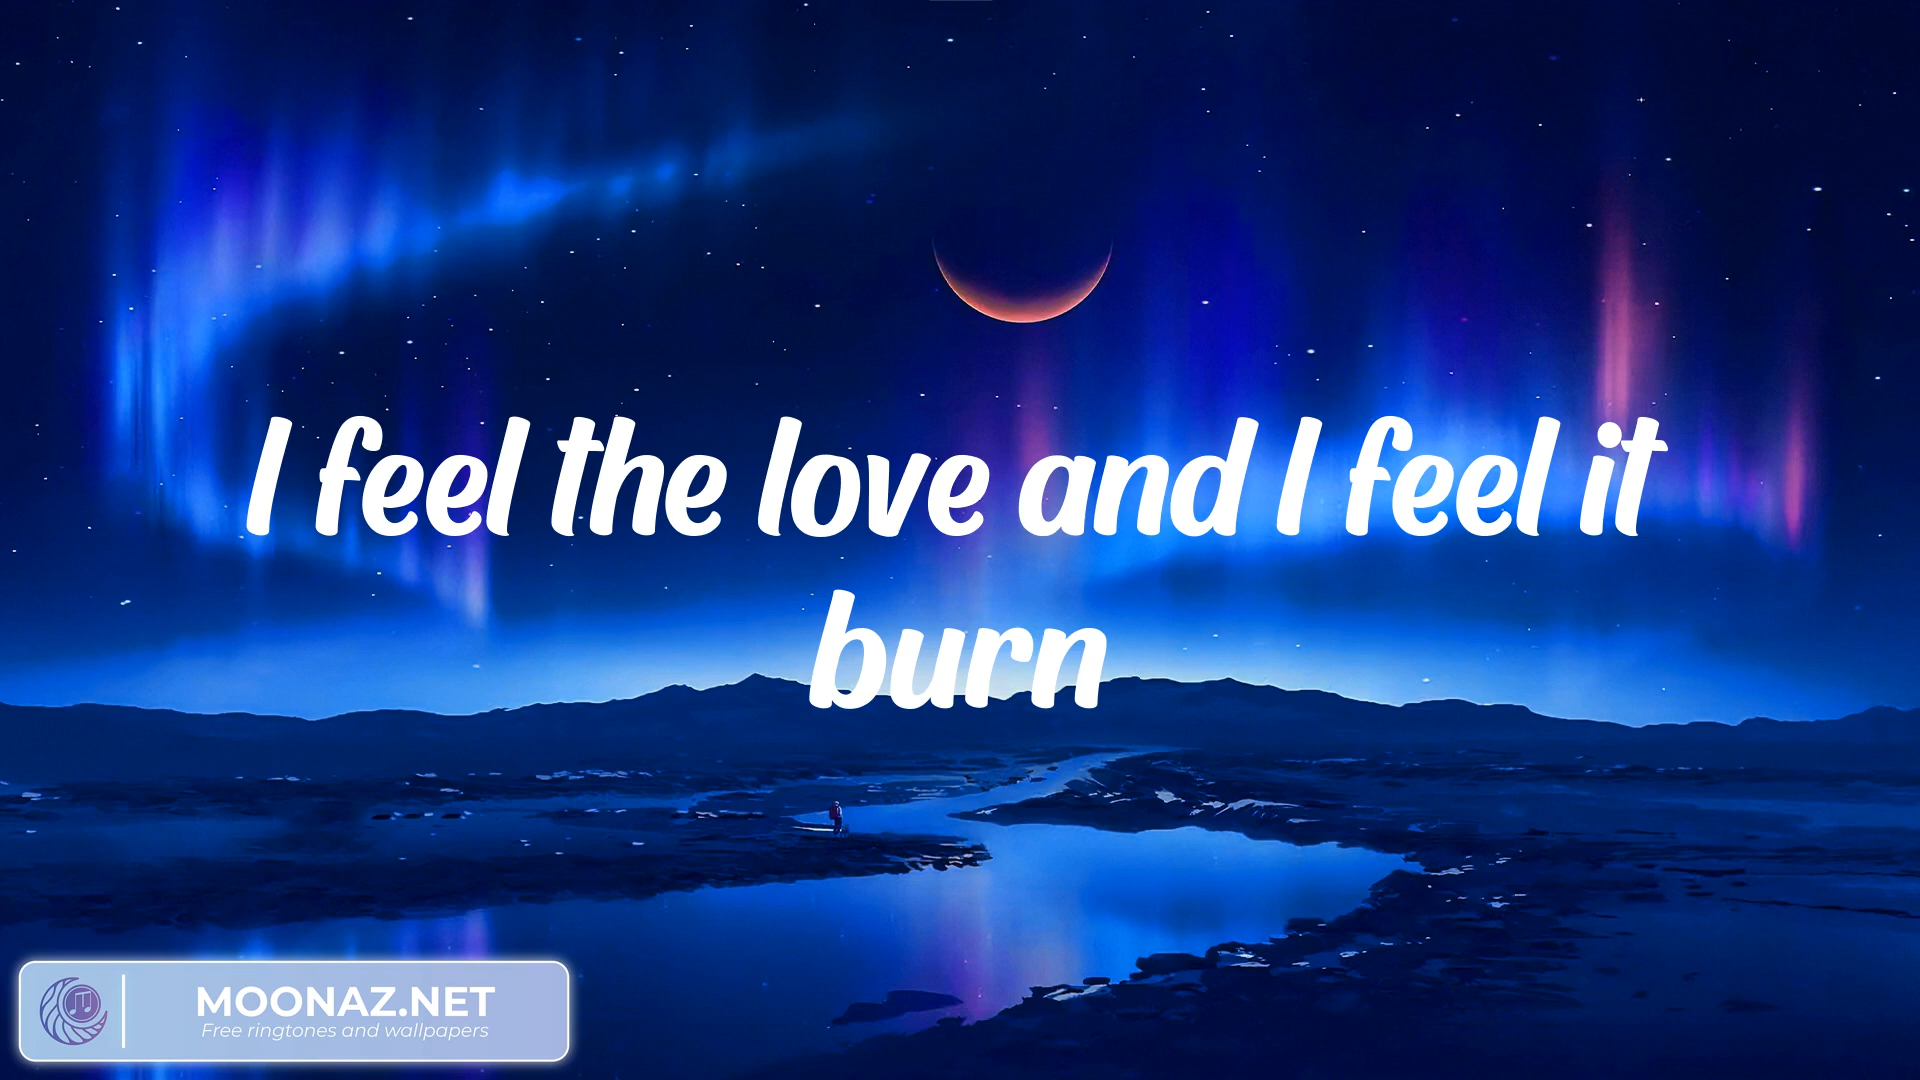 I feel the love and I feel it
burn
MOONAZ.NET
Free ringtones and wallpapers